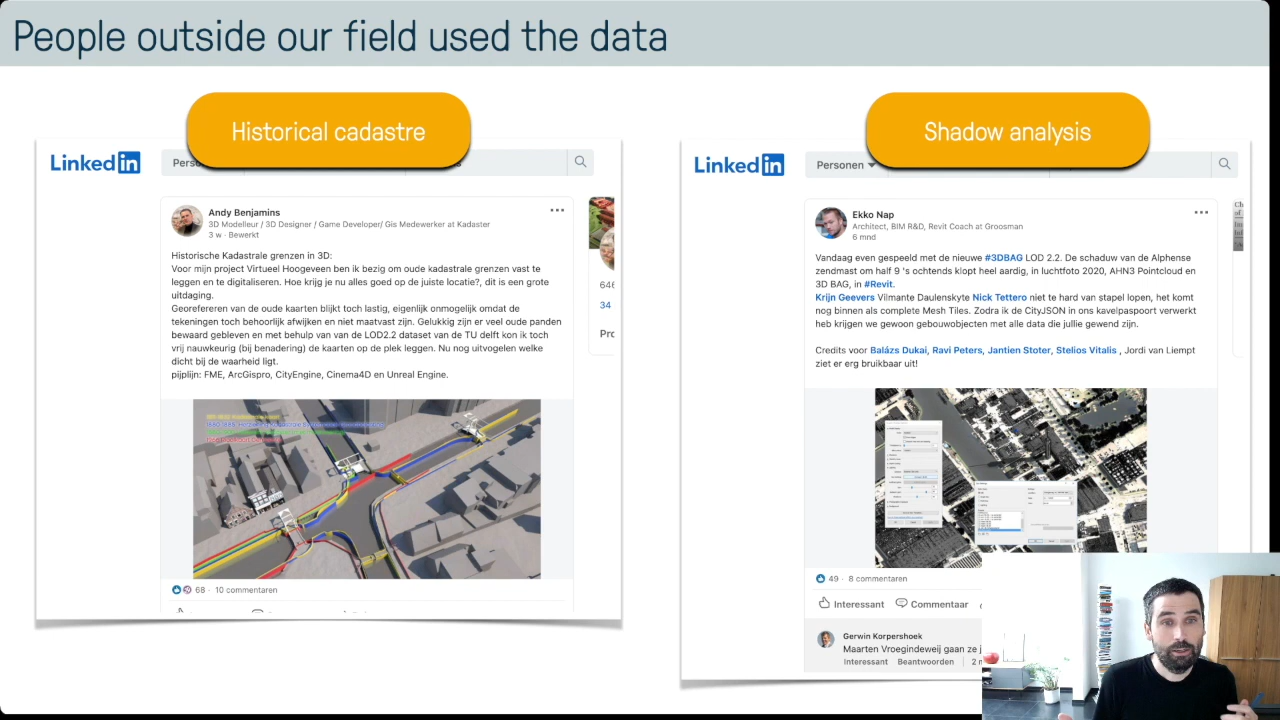 People outside our field used the data
Historical cadastre
LinkedIn
Andy Benjamins
3D Modelleur / 3D Designer / Game Developer/ Gis Medewerker at Kadaster
3 w · Bewerkt
Historische Kadastrale grenzen in 3D:
Voor mijn project Virtueel Hoogeveen ben ik bezig om oude kadastrale grenzen vast te
leggen en te digitaliseren. Hoe krijg je nu alles goed op de juiste locatie?, dit is een grote
uitdaging.
Georefereren van de oude kaarten blijkt toch lastig, eigenlijk onmogelijk omdat de
tekeningen toch behoorlijk afwijken en niet maatvast zijn. Gelukkig zijn er veel oude panden
bewaard gebleven en met behulp van van de LOD2.2 dataset van de TU delft kon ik toch
vrij nauwkeurig (bij benadering) de kaarten op de plek leggen. Nu nog uitvogelen welke
dicht bij de waarheid ligt.
pijplijn: FME, ArcGispro, CityEngine, Cinema4D en Unreal Engine.
68 · 10 commentaren
34
Shadow analysis
LinkedIn
Personen
Ekko Nap
Architect, BIM R&D, Revit Coach at Groosman
6 mnd
Vandaag even gespeeld met de nieuwe #3DBAG LOD 2.2. De schaduw van de Alphense
zendmast om half 9 's ochtends klopt heel aardig, in luchtfoto 2020, AHN3 Pointcloud en
3D BAG, in #Revit.
Krijn Geevers Vilmante Daulenskyte Nick Tettero niet te hard van stapel lopen, het komt
nog binnen als complete Mesh Tiles. Zodra ik de CityJSON in ons kavelpaspoort verwerkt
heb krijgen we gewoon gebouwobjecten met alle data die jullie gewend zijn.
Credits voor Balázs Dukai, Ravi Peters, Jantien Stoter, Stelios Vitalis , Jordi van Liempt
ziet er erg bruikbaar uit!
49 · 8 commentaren
Interessant Commentaar
Gerwin Korpershoek
Maarten Vroegindeweij gaan ze
Interessant Beantwoorden